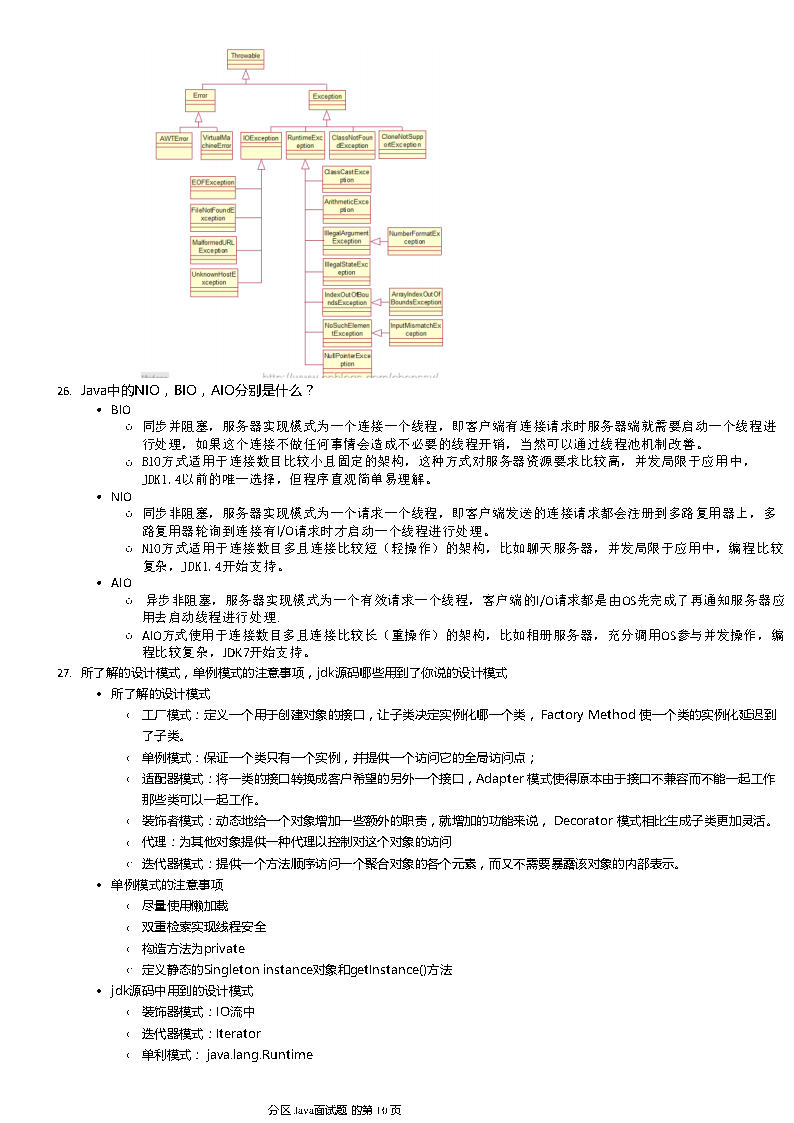 Throwable
Error
Exception
AWTError
VirtualMa
chineError
IOException
RuntimeExc
eption
ClassNotFoun
dException
CloneNotSupp
ortException
EOFException
FileNotFoundE
xception
MalformedURL
Exception
UnknownHostE
xception
ClassCastExce
ption
ArithmeticExce
ption
IllegalArgument
Exception
NumberFormatEx
ception
IllegalStateExc
eption
IndexOutOfBou
ndsException
ArrayIndexOutOf
BoundsException
NoSuchElemen
tException
InputMismatchEx
ception
NullPointerExce
ption
26. Java中的NIO，BIO，AIO分别是什么？
• BIO
○ 同步并阻塞，服务器实现模式为一个连接一个线程，即客户端有连接请求时服务器端就需要启动一个线程进
行处理，如果这个连接不做任何事情会造成不必要的线程开销，当然可以通过线程池机制改善。
○ BIO方式适用于连接数目比较小且固定的架构，这种方式对服务器资源要求比较高，并发局限于应用中，
JDK1.4以前的唯一选择，但程序直观简单易理解。
• NIO
○ 同步非阻塞，服务器实现模式为一个请求一个线程，即客户端发送的连接请求都会注册到多路复用器上，多
路复用器轮询到连接有I/O请求时才启动一个线程进行处理。
○ NIO方式适用于连接数目多且连接比较短（轻操作）的架构，比如聊天服务器，并发局限于应用中，编程比较
复杂，JDK1.4开始支持。
• AIO
○ 异步非阻塞，服务器实现模式为一个有效请求一个线程，客户端的I/O请求都是由OS先完成了再通知服务器应
用去启动线程进行处理.
○ AIO方式使用于连接数目多且连接比较长（重操作）的架构，比如相册服务器，充分调用OS参与并发操作，编
程比较复杂，JDK7开始支持。
27. 所了解的设计模式，单例模式的注意事项，jdk源码哪些用到了你说的设计模式
• 所了解的设计模式
○ 工厂模式：定义一个用于创建对象的接口，让子类决定实例化哪一个类， Factory Method 使一个类的实例化延迟到
了子类。
○ 单例模式：保证一个类只有一个实例，并提供一个访问它的全局访问点；
○ 适配器模式：将一类的接口转换成客户希望的另外一个接口，Adapter 模式使得原本由于接口不兼容而不能一起工作
那些类可以一起工作。
○ 装饰者模式：动态地给一个对象增加一些额外的职责，就增加的功能来说， Decorator 模式相比生成子类更加灵活。
○ 代理：为其他对象提供一种代理以控制对这个对象的访问
○ 迭代器模式：提供一个方法顺序访问一个聚合对象的各个元素，而又不需要暴露该对象的内部表示。
• 单例模式的注意事项
○ 尽量使用懒加载
○ 双重检索实现线程安全
○ 构造方法为private
○ 定义静态的Singleton instance对象和getInstance()方法
• jdk源码中用到的设计模式
○ 装饰器模式：IO流中
○ 迭代器模式：Iterator
○ 单利模式： java.lang.Runtime
分区 Java面试题 的第 10 页